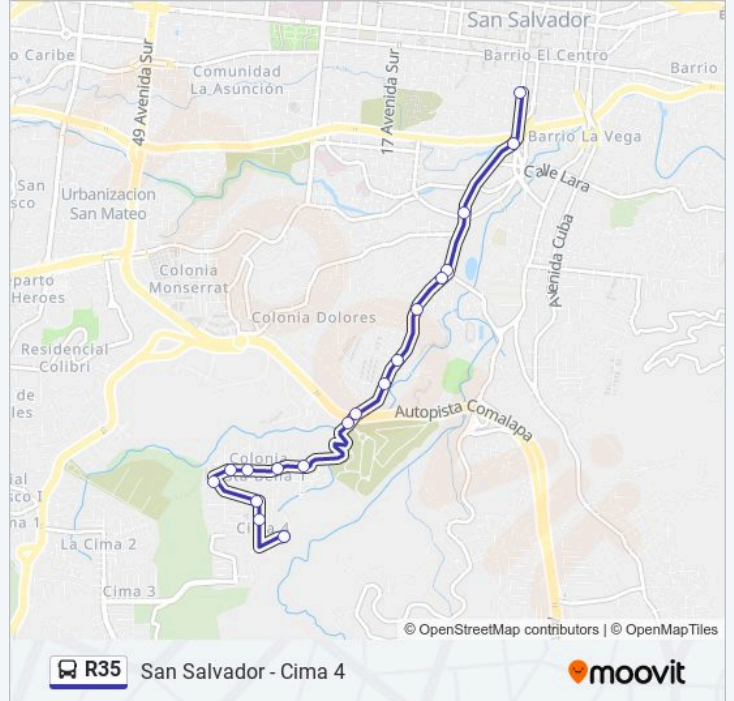 San Salvador
o Caribe
Barrio El Centro
Comunidad
La Asunción
Barrio
49 Avenida Sur
17 Avenida Sur
Barrio La Vega
Calle Lara
San
sco
Urbanizacion
San Mateo
Avenida Cuba
eparto
Heroes
Colonia
Monserrat
Colonia Dolores
Residencial
Colibrí
de
les
Autopista Comalapa
Colonia
ial
sco I
na 1
Cima 4
La Cima 2
Cima 3
© OpenStreetMap contributors | © OpenMapTiles
R35 San Salvador - Cima 4
moovit